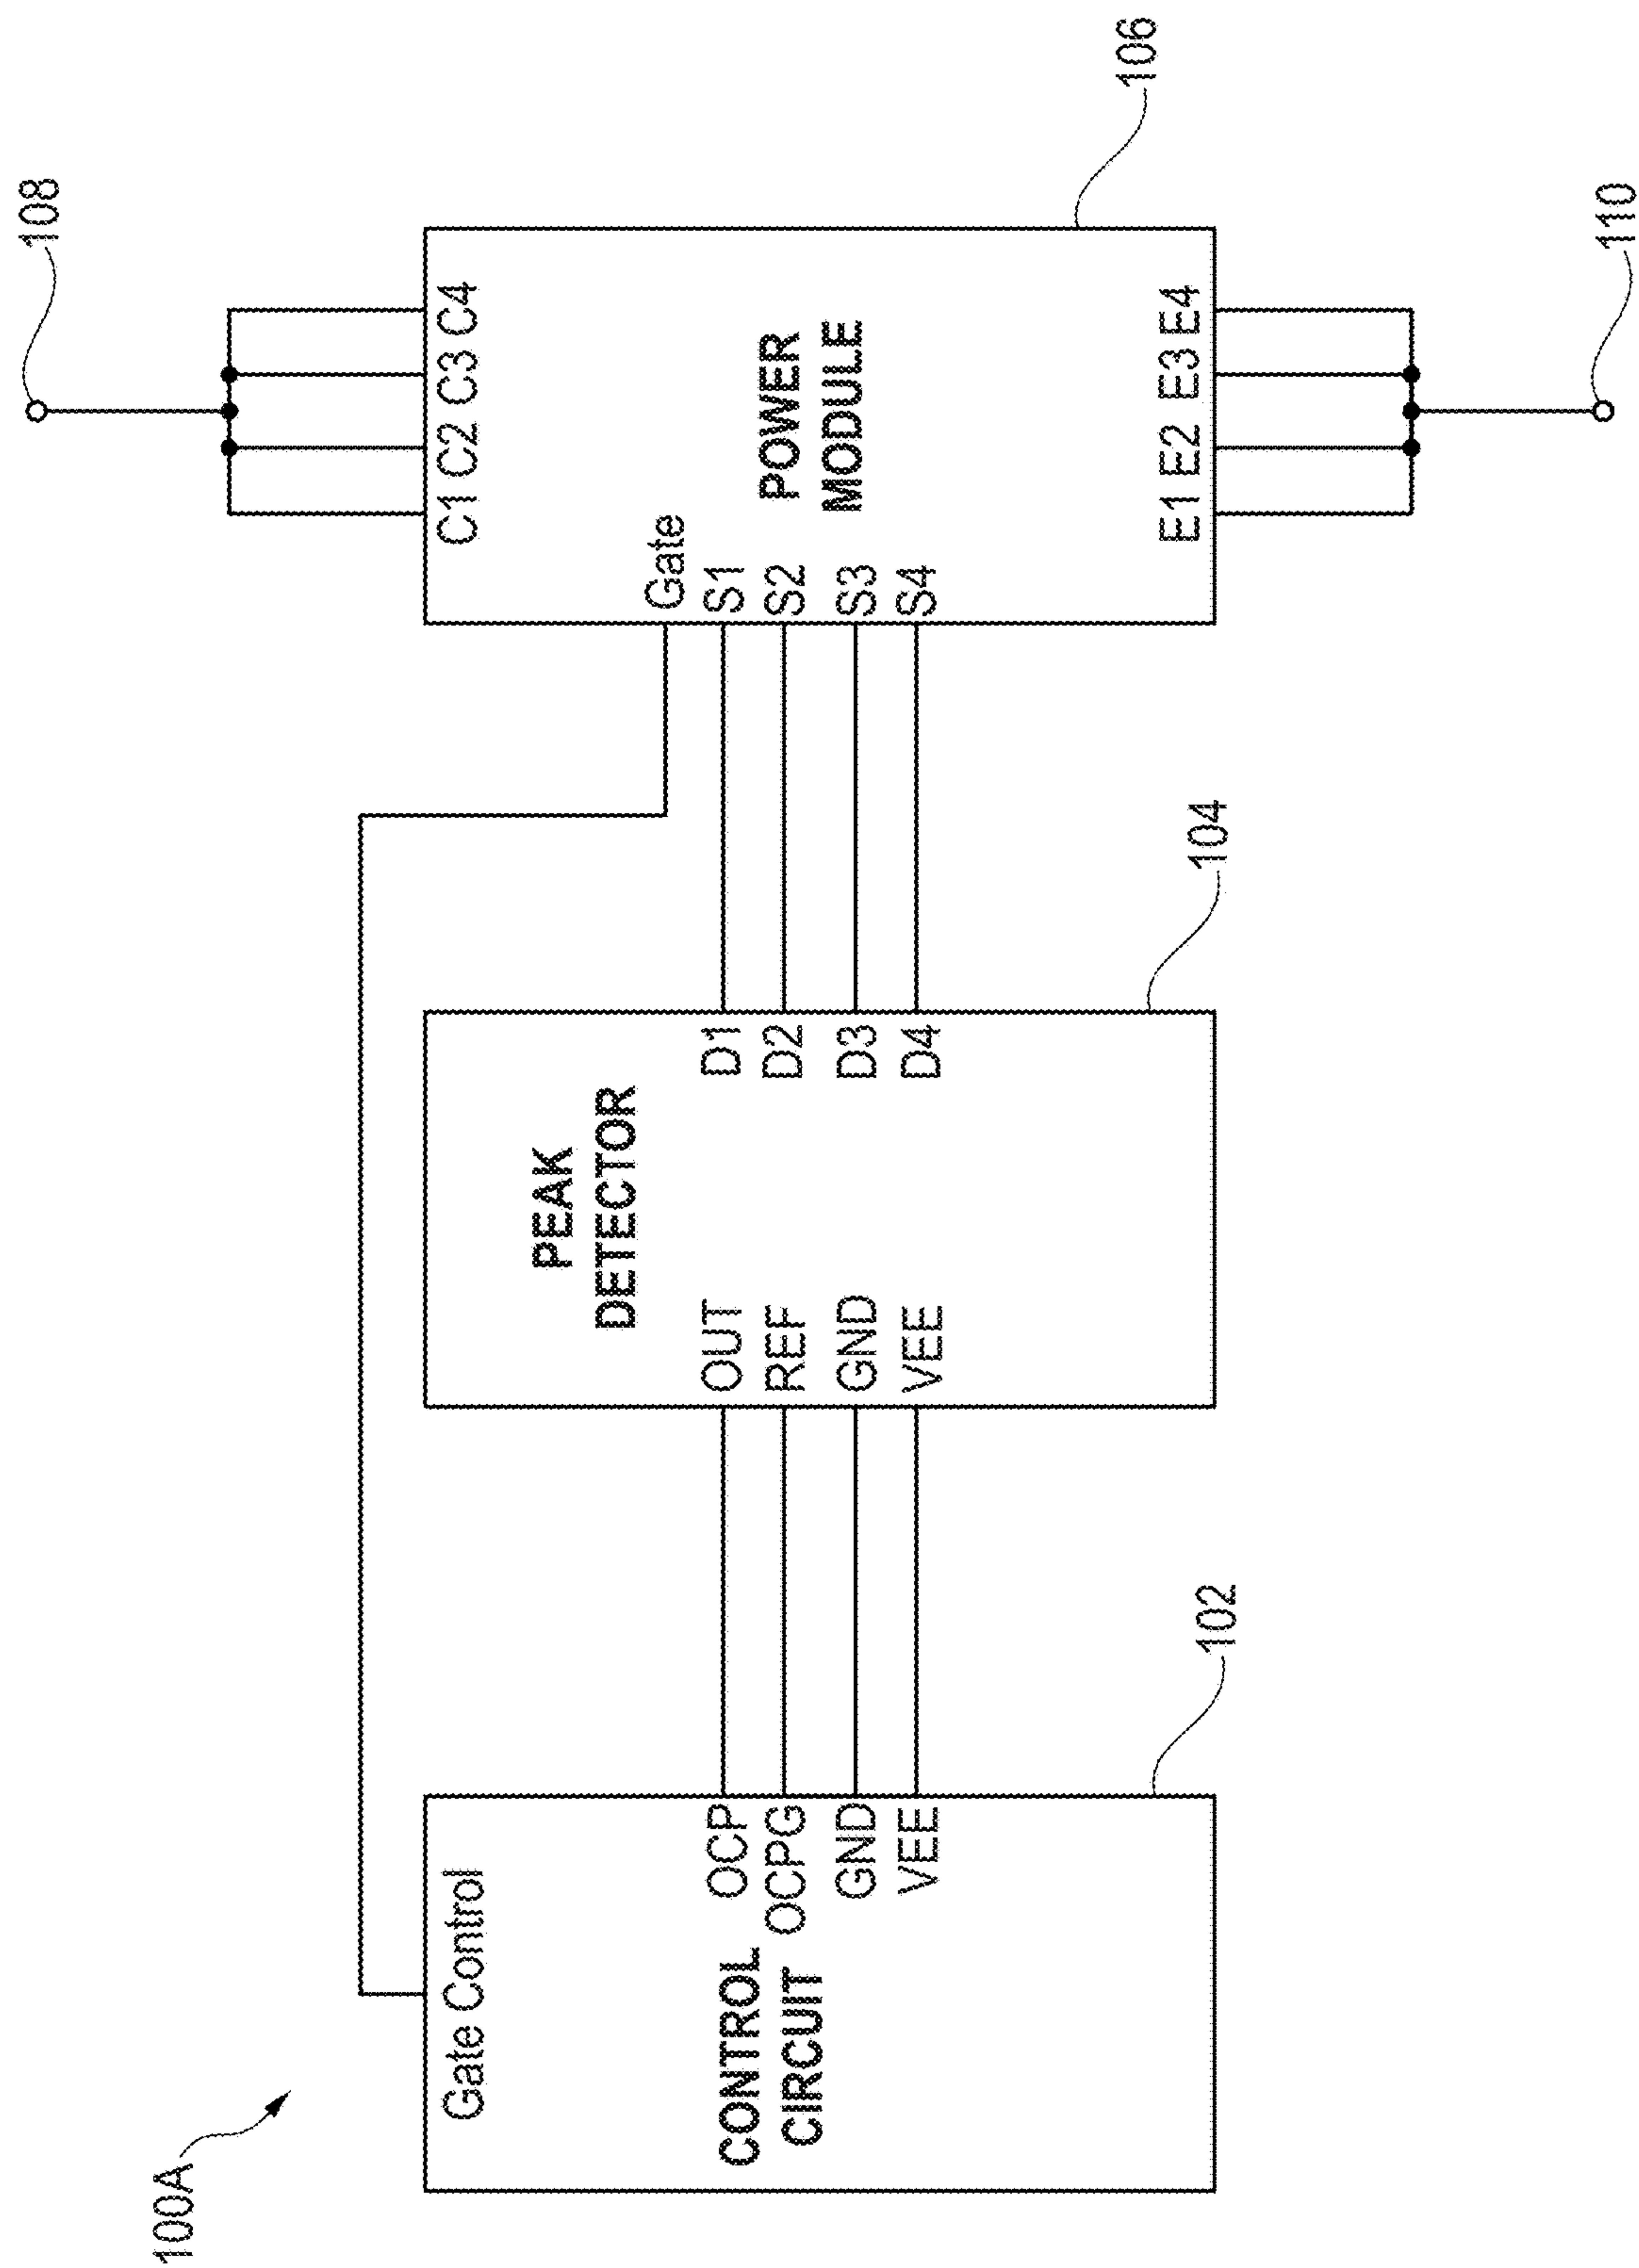 100A
108
Gate Control
CONTROL
CIRCUIT
OCP
OCPG
GND
VEE
102
PEAK
DETECTOR
OUT
REF
GND
VEE
D1
D2
D3
D4
104
C1 C2 C3 C4
Gate
S1
S2
S3
S4
POWER
MODULE
E1 E2 E3 E4
106
110